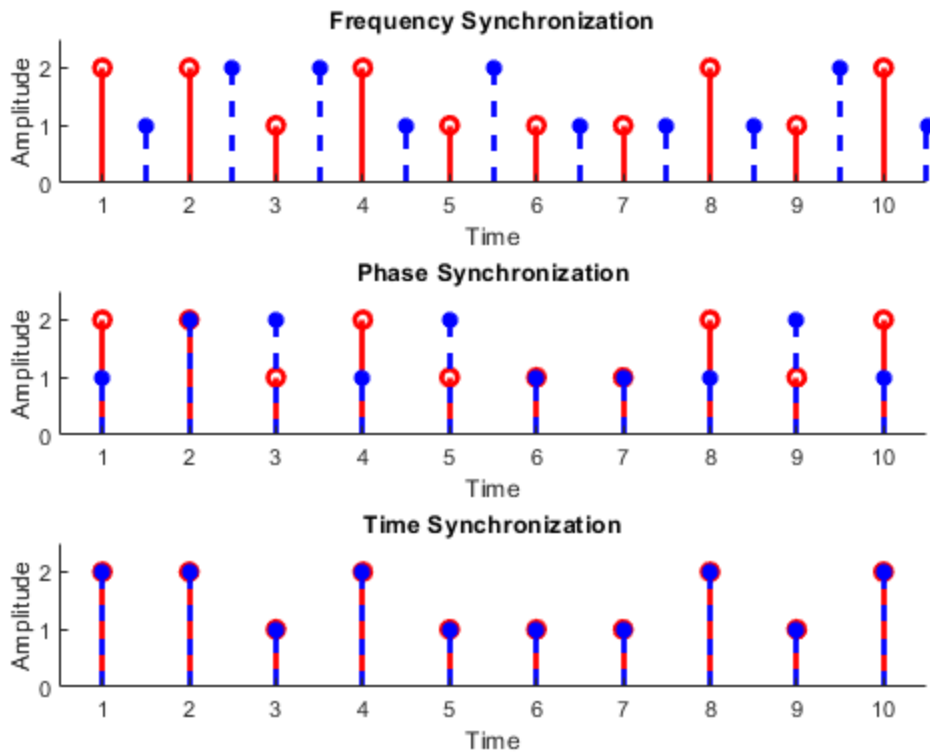 Frequency Synchronization
Amplitude
2
1
0
1 2 3 4 5 6 7 8 9 10
Time
Phase Synchronization
Amplitude
2
1
0
1 2 3 4 5 6 7 8 9 10
Time
Time Synchronization
Amplitude
2
1
0
1 2 3 4 5 6 7 8 9 10
Time